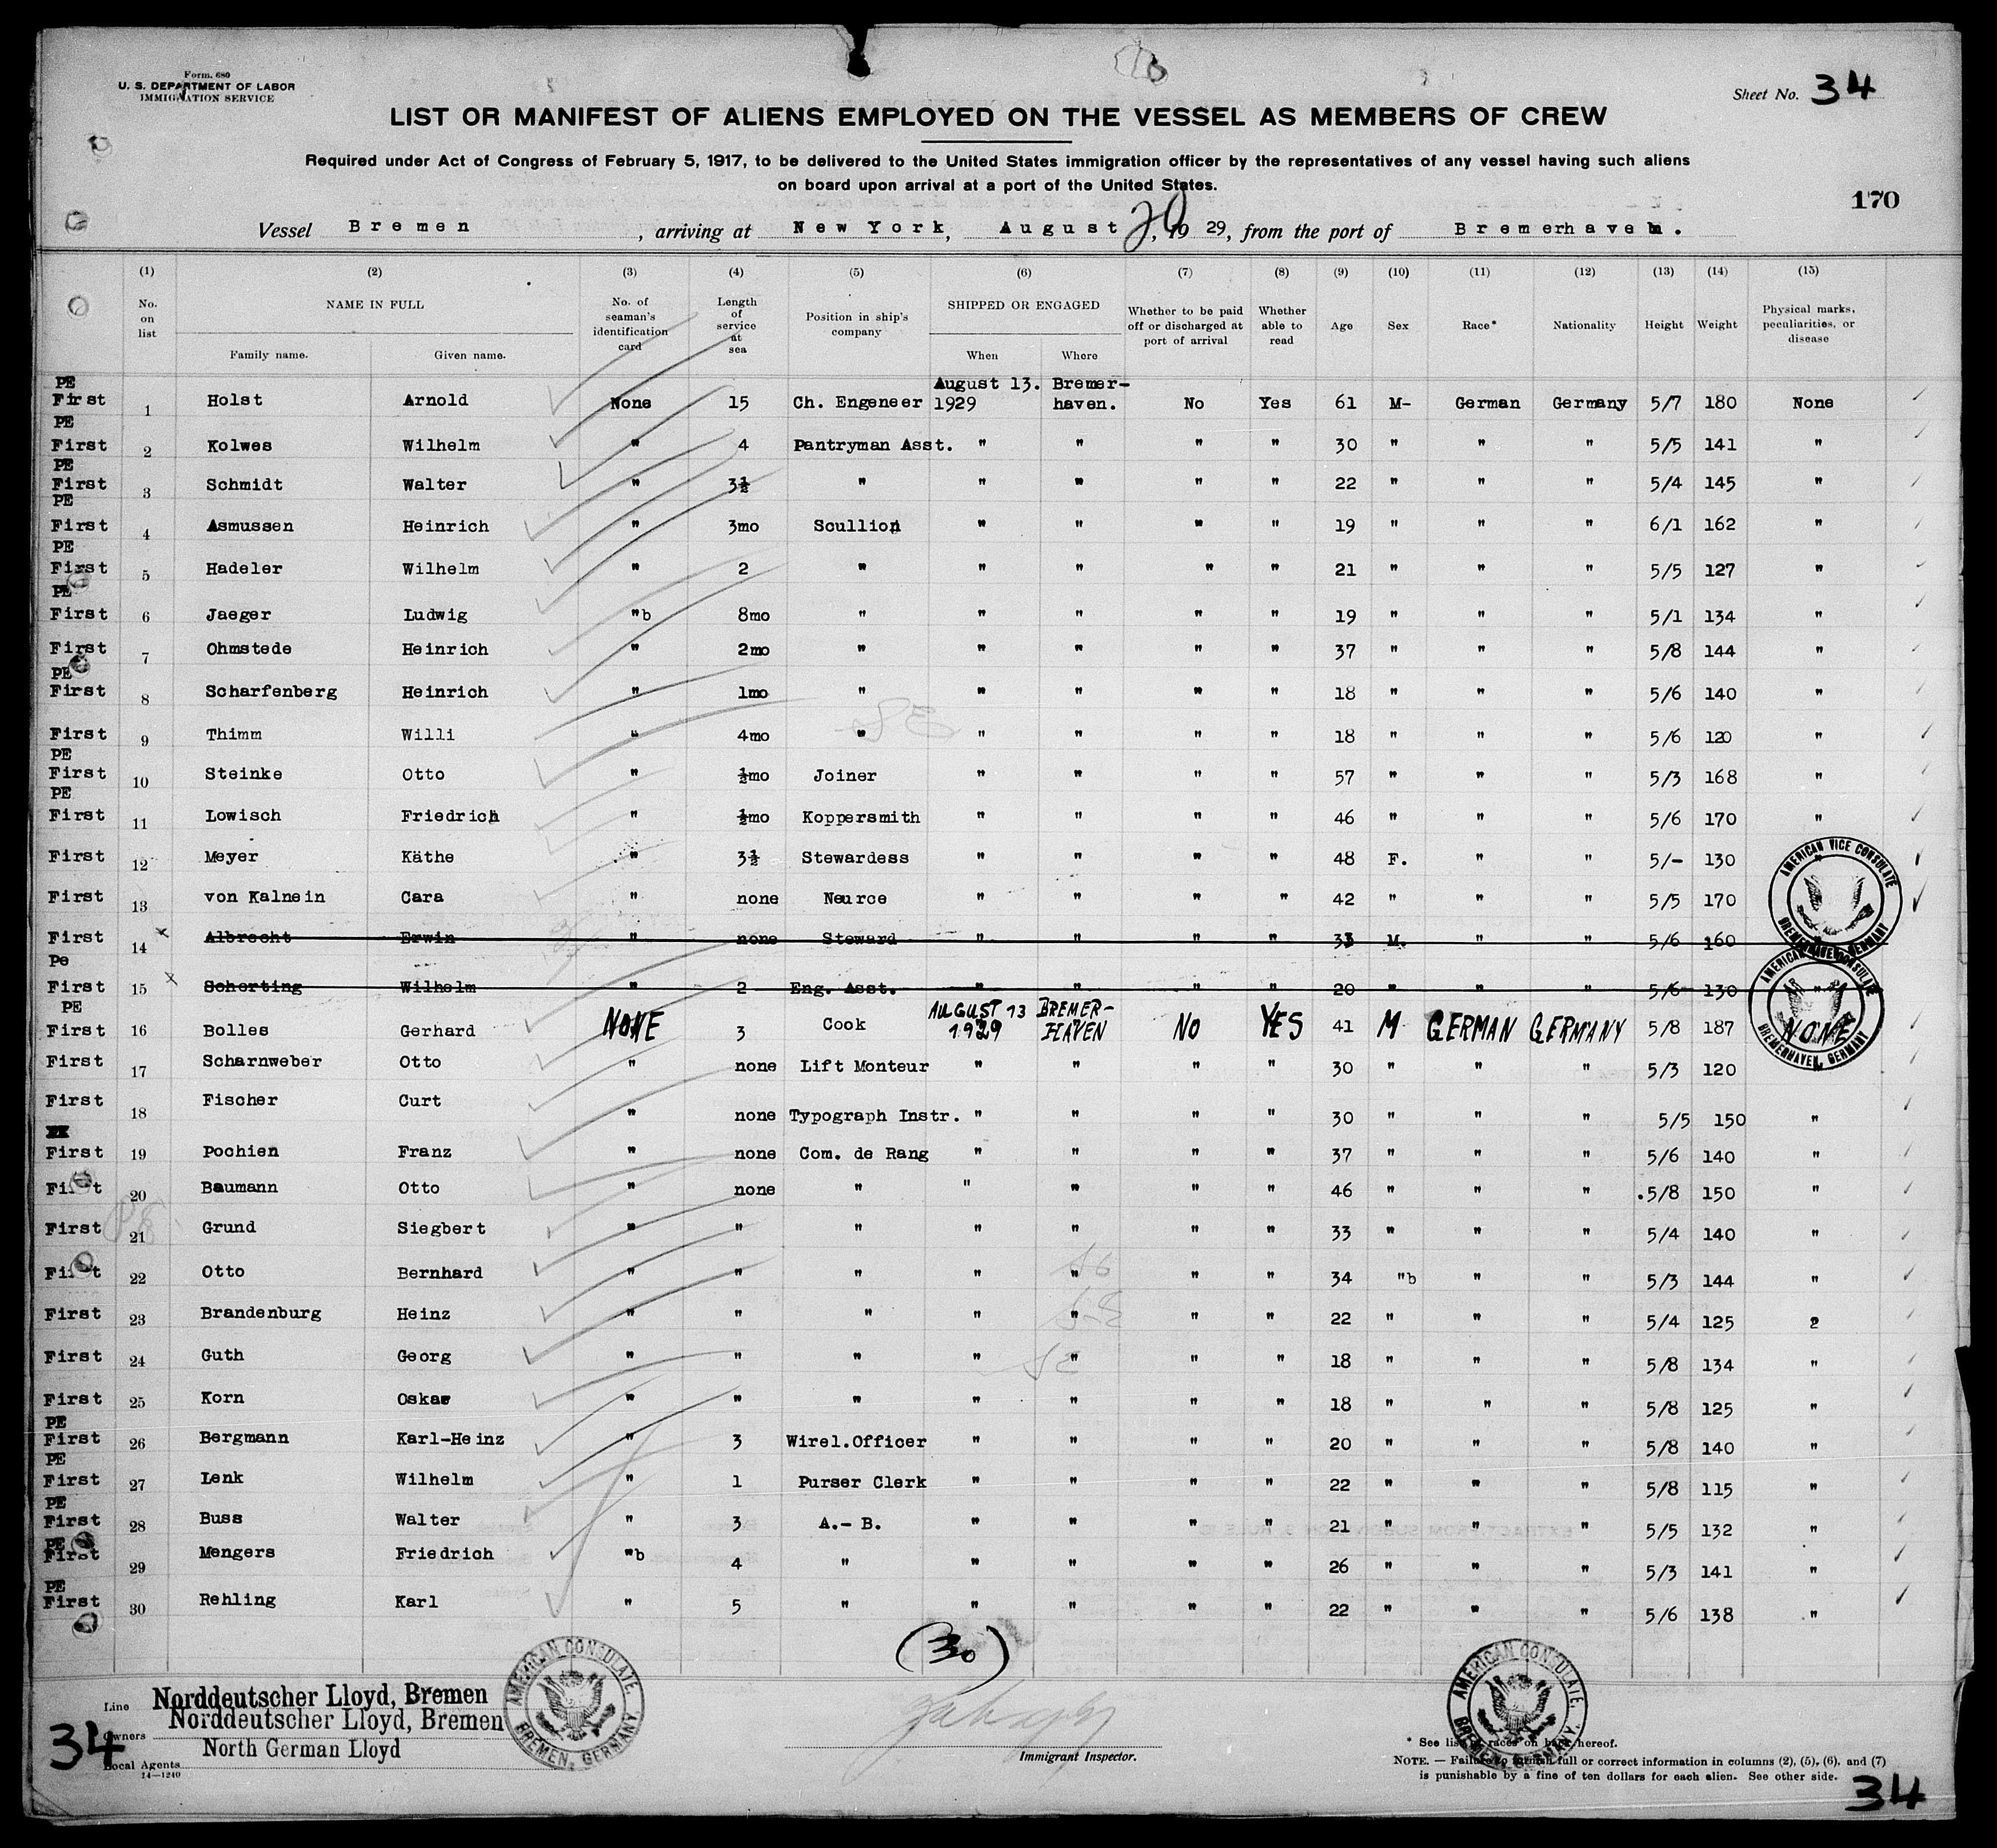 Form. 680
U. S. DEPARTMENT OF LABOR
IMMIGRATION SERVICE
Sheet No. 34
LIST OR MANIFEST OF ALIENS EMPLOYED ON THE VESSEL AS MEMBERS OF CREW
Required under Act of Congress of February 5, 1917, to be delivered to the United States immigration officer by the representatives of any vessel having such aliens
on board upon arrival at a port of the United States.
170
Vessel Bremen, arriving at New York, August 20, 1929, from the port of Bremerhaven.
(1) (2) (3) (4) (5) (6) (7) (8) (9) (10) (11) (12) (13) (14) (15)
No. on list NAME IN FULL Family name. Given name. No. of seaman's identification card Length of service at sea Position in ship's company SHIPPED OR ENGAGED When Where Whether to be paid off or discharged at port of arrival Whether able to read Age Sex Race* Nationality Height Weight Physical marks, peculiarities, or disease
PE
First 1 Holst Arnold None 15 Ch. Engeneer August 13. 1929 Bremer-haven. No Yes 61 M- German Germany 5/7 180 None
PE
First 2 Kolwes Wilhelm " 4 Pantryman Asst. " " " " 30 " " " 5/5 141 "
PE
First 3 Schmidt Walter " 3½ " " " " " 22 " " " 5/4 145 "
PE
First 4 Asmussen Heinrich " 3mo Scullion " " " " 19 " " " 6/1 162 "
PE
First 5 Hadeler Wilhelm " 2 " " " " " 21 " " " 5/5 127 "
PE
First 6 Jaeger Ludwig "b 8mo " " " " " 19 " " " 5/1 134 "
First 7 Ohmstede Heinrich " 2mo " " " " " 37 " " " 5/8 144 "
PE
First 8 Scharfenberg Heinrich " 1mo " " " " " 18 " " " 5/6 140 "
First 9 Thimm Willi " 4mo " " " " " 18 " " " 5/6 120 "
PE
First 10 Steinke Otto " ½mo Joiner " " " " 57 " " " 5/3 168 "
PE
First 11 Lowisch Friedrich " ½mo Koppersmith " " " " 46 " " " 5/6 170 "
First 12 Meyer Käthe " 3½ Stewardess " " " " 48 F. " " 5/- 130 "
First 13 von Kalnein Cara " none Neurce " " " " 42 " " " 5/5 170
First 14 x Albrecht Erwin " none Steward " " " " 33 M. " " 5/6 160 "
Pe
First 15 x Scherting Wilhelm " 2 Eng. Asst. " " " " 20 " " " 5/6 130 "
PE
First 16 Bolles Gerhard NONE 3 Cook AUGUST 13 1929 BREMER-HAVEN NO YES 41 M GERMAN GERMANY 5/8 187 NONE
First 17 Scharnweber Otto " none Lift Monteur " " " " 30 " " " 5/3 120 "
First 18 Fischer Curt " none Typograph Instr. " " " " 30 " " " 5/5 150 "
First 19 Pochien Franz " none Com. de Rang " " " " 37 " " " 5/6 140 "
First 20 Baumann Otto " none " " " " " 46 " " " 5/8 150 "
First 21 Grund Siegbert " " " " " " " 33 " " " 5/4 140 "
First 22 Otto Bernhard " " " " " " " 34 "b " " 5/3 144 "
First 23 Brandenburg Heinz " " " " " " " 22 " " " 5/4 125 2
First 24 Guth Georg " " " " " " " 18 " " " 5/8 134 "
First 25 Korn Oskar " " " " " " " 18 " " " 5/8 125 "
PE
First 26 Bergmann Karl-Heinz " 3 Wirel.Officer " " " " 20 " " " 5/8 140 "
PE
First 27 Lenk Wilhelm " 1 Purser Clerk " " " " 22 " " " 5/8 115 "
PE
First 28 Buss Walter " 3 A.- B. " " " " 21 " " " 5/5 132 "
PE
First 29 Mengers Friedrich "b 4 " " " " " 26 " " " 5/3 141 "
PE
First 30 Rehling Karl " 5 " " " " " 22 " " " 5/6 138 "
AMERICAN VICE CONSULATE BREMERHAVEN, GERMANY
AMERICAN VICE CONSULATE BREMERHAVEN, GERMANY
(30)
Line Norddeutscher Lloyd, Bremen
Owners Norddeutscher Lloyd, Bremen
Local Agents North German Lloyd
14—1240
34
AMERICAN CONSULATE. BREMEN, GERMANY.
Immigrant Inspector.
AMERICAN CONSULATE. BREMEN, GERMANY.
* See list of races on back hereof.
NOTE. — Failure to furnish full or correct information in columns (2), (5), (6), and (7)
is punishable by a fine of ten dollars for each alien. See other side.
34